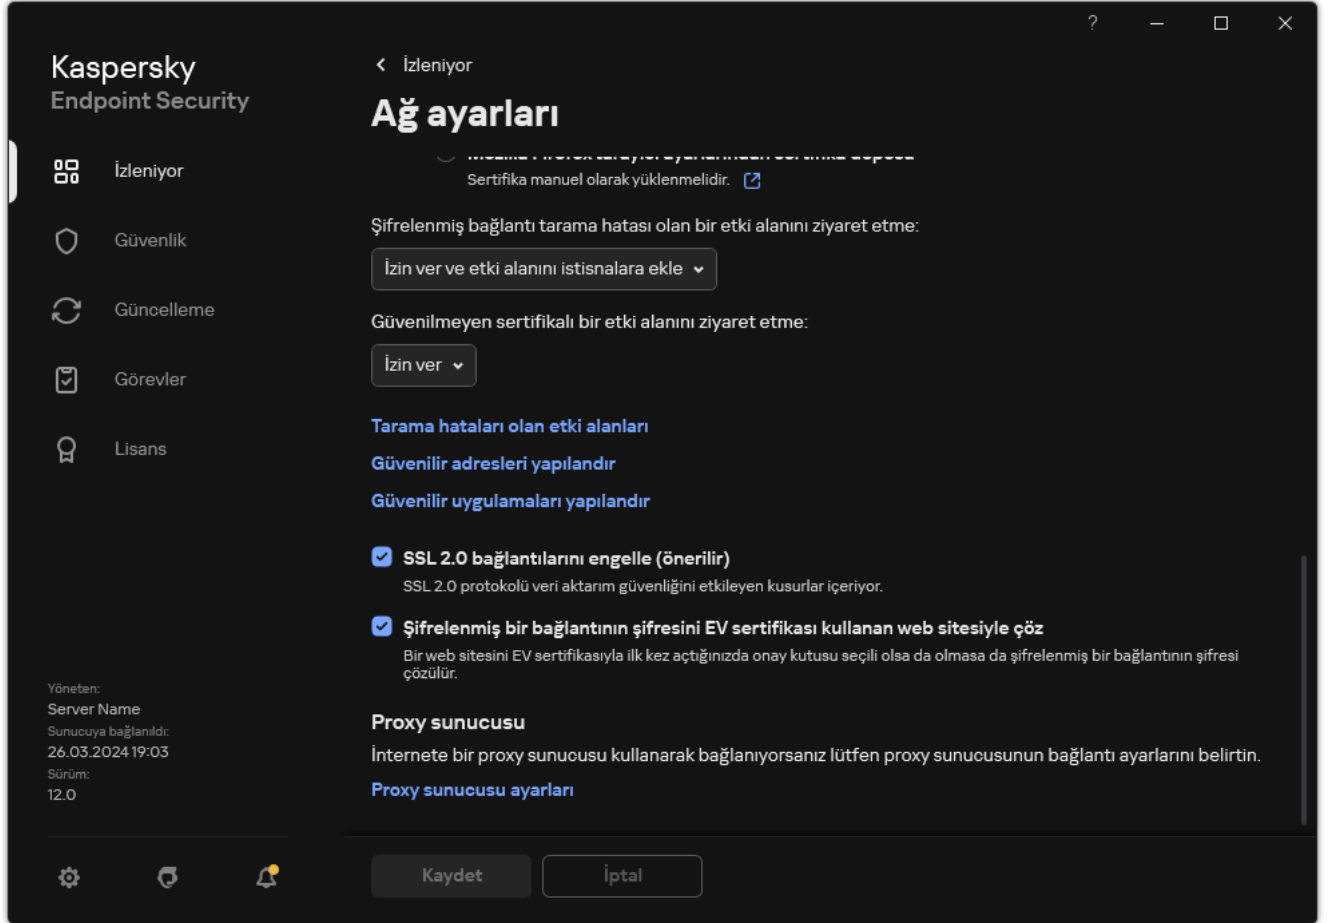 Kaspersky
Endpoint Security
İzleniyor
Güvenlik
Güncelleme
Görevler
Lisans
Yöneten:
Server Name
Sunucuya bağlanıldı:
26.03.2024 19:03
Sürüm:
12.0
?
İzleniyor
Ağ ayarları
Mozilla Firefox tarayıcı ayarlarından sertifika deposu
Sertifika manuel olarak yüklenmelidir.
Şifrelenmiş bağlantı tarama hatası olan bir etki alanını ziyaret etme:
İzin ver ve etki alanını istisnalara ekle
Güvenilmeyen sertifikalı bir etki alanını ziyaret etme:
İzin ver
Tarama hataları olan etki alanları
Güvenilir adresleri yapılandır
Güvenilir uygulamaları yapılandır
SSL 2.0 bağlantılarını engelle (önerilir)
SSL 2.0 protokolü veri aktarım güvenliğini etkileyen kusurlar içeriyor.
Şifrelenmiş bir bağlantının şifresini EV sertifikası kullanan web sitesiyle çöz
Bir web sitesini EV sertifikasıyla ilk kez açtığınızda onay kutusu seçili olsa da olmasa da şifrelenmiş bir bağlantının şifresi
çözülür.
Proxy sunucusu
İnternete bir proxy sunucusu kullanarak bağlanıyorsanız lütfen proxy sunucusunun bağlantı ayarlarını belirtin.
Proxy sunucusu ayarları
Kaydet
İptal